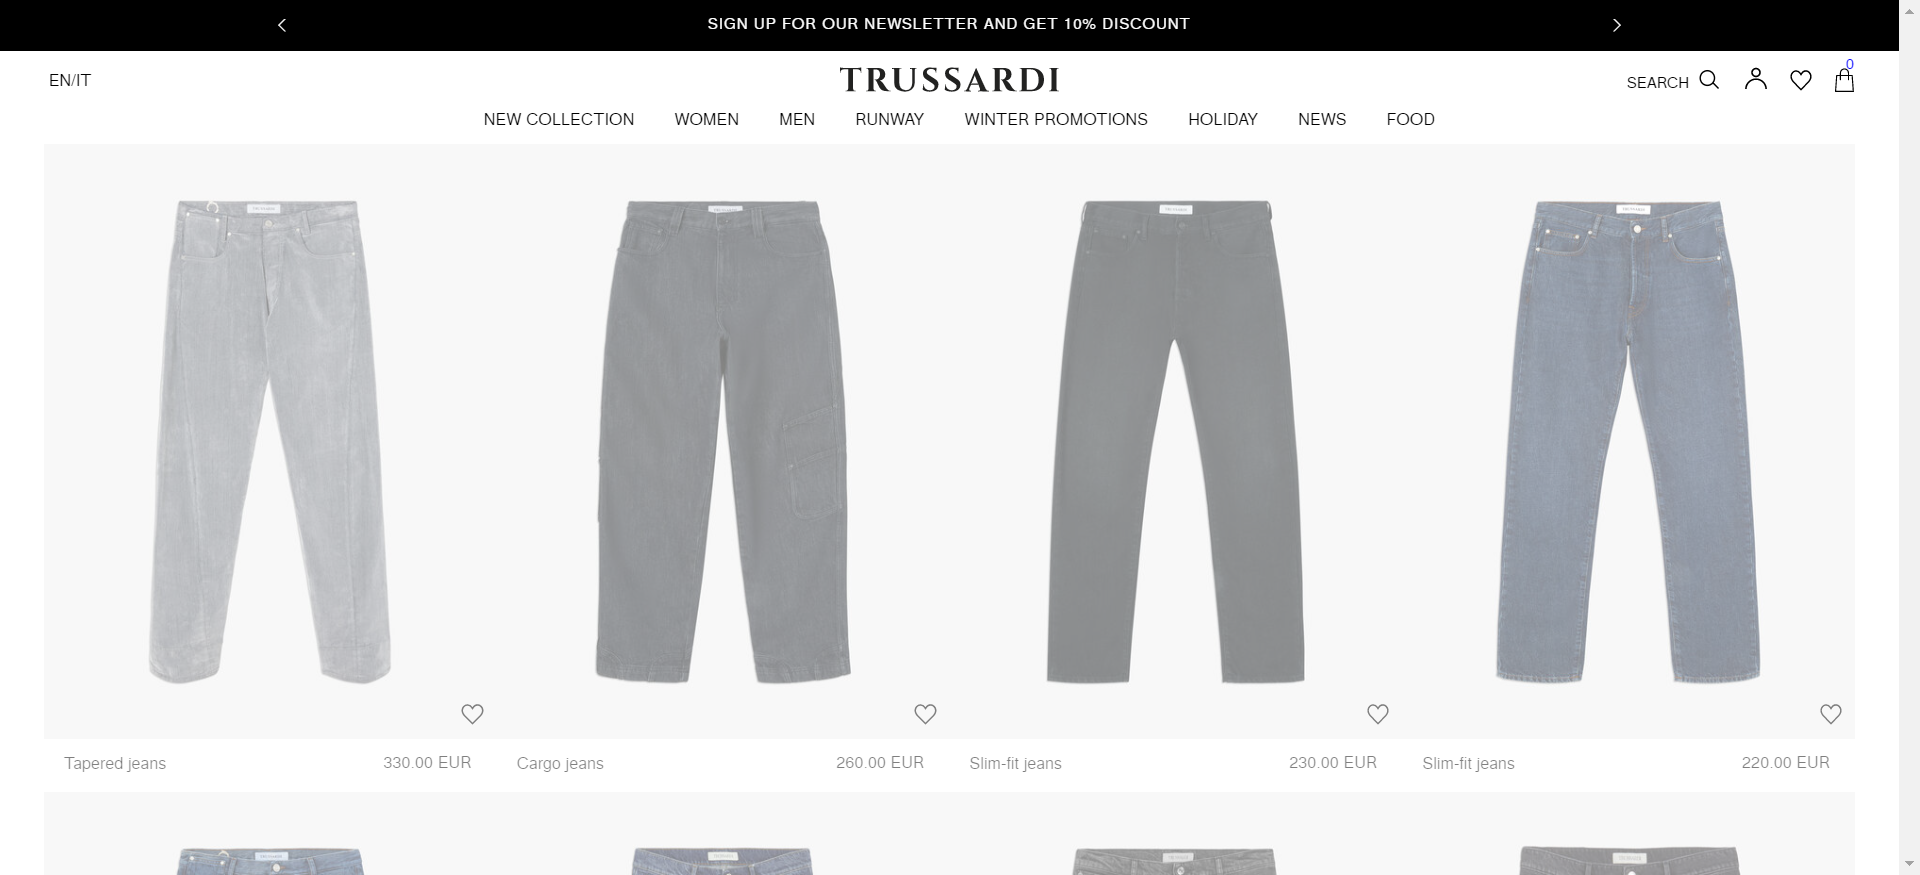 SIGN UP FOR OUR NEWSLETTER AND GET 10% DISCOUNT
EN/IT
TRUSSARDI
SEARCH
0
NEW COLLECTION WOMEN MEN RUNWAY WINTER PROMOTIONS HOLIDAY NEWS FOOD
Tapered jeans 330.00 EUR
Cargo jeans 260.00 EUR
Slim-fit jeans 230.00 EUR
Slim-fit jeans 220.00 EUR